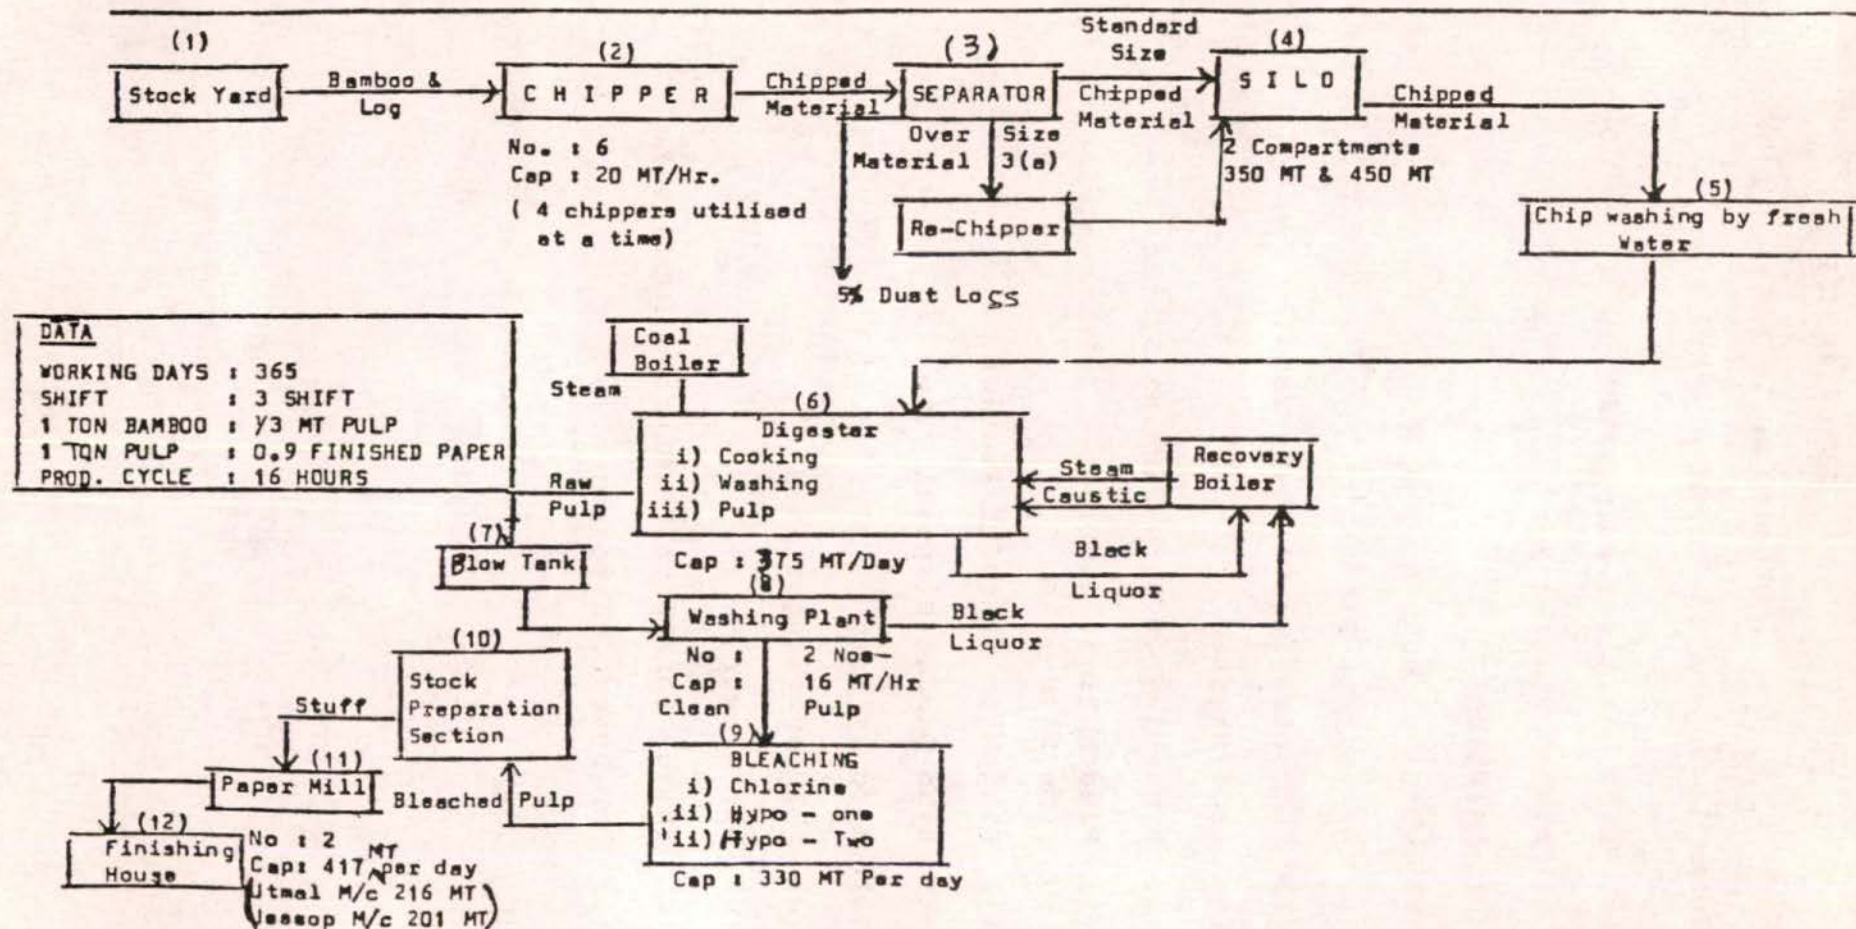 (1)
Stock Yard
Bamboo &
Log
(2)
CHIPPER
No. : 6
Cap : 20 MT/Hr.
( 4 chippers utilised
at a time)
Chipped
Material
(3)
SEPARATOR
Over Size
Material 3(a)
Re-Chipper
5% Dust Loss
Standard
Size
Chipped
Material
(4)
SILO
2 Compartments
350 MT & 450 MT
Chipped
Material
(5)
Chip washing by fresh
Water
DATA
WORKING DAYS : 365
SHIFT : 3 SHIFT
1 TON BAMBOO : 1/3 MT PULP
1 TON PULP : 0.9 FINISHED PAPER
PROD. CYCLE : 16 HOURS
Coal
Boiler
Steam
(6)
Digester
i) Cooking
ii) Washing
iii) Pulp
Cap : 375 MT/Day
Steam
Caustic
Recovery
Boiler
Black
Liquor
Raw
Pulp
(7)
Blow Tank
(8)
Washing Plant
No : 2 Nos-
Cap : 16 MT/Hr
Clean Pulp
Black
Liquor
(9)
BLEACHING
i) Chlorine
ii) Hypo - one
ii) Hypo - Two
Cap : 330 MT Per day
Bleached Pulp
(10)
Stock
Preparation
Section
Stuff
(11)
Paper Mill
No : 2
Cap: 417 MT per day
(Utmal M/c 216 MT)
(Jessop M/c 201 MT)
(12)
Finishing
House